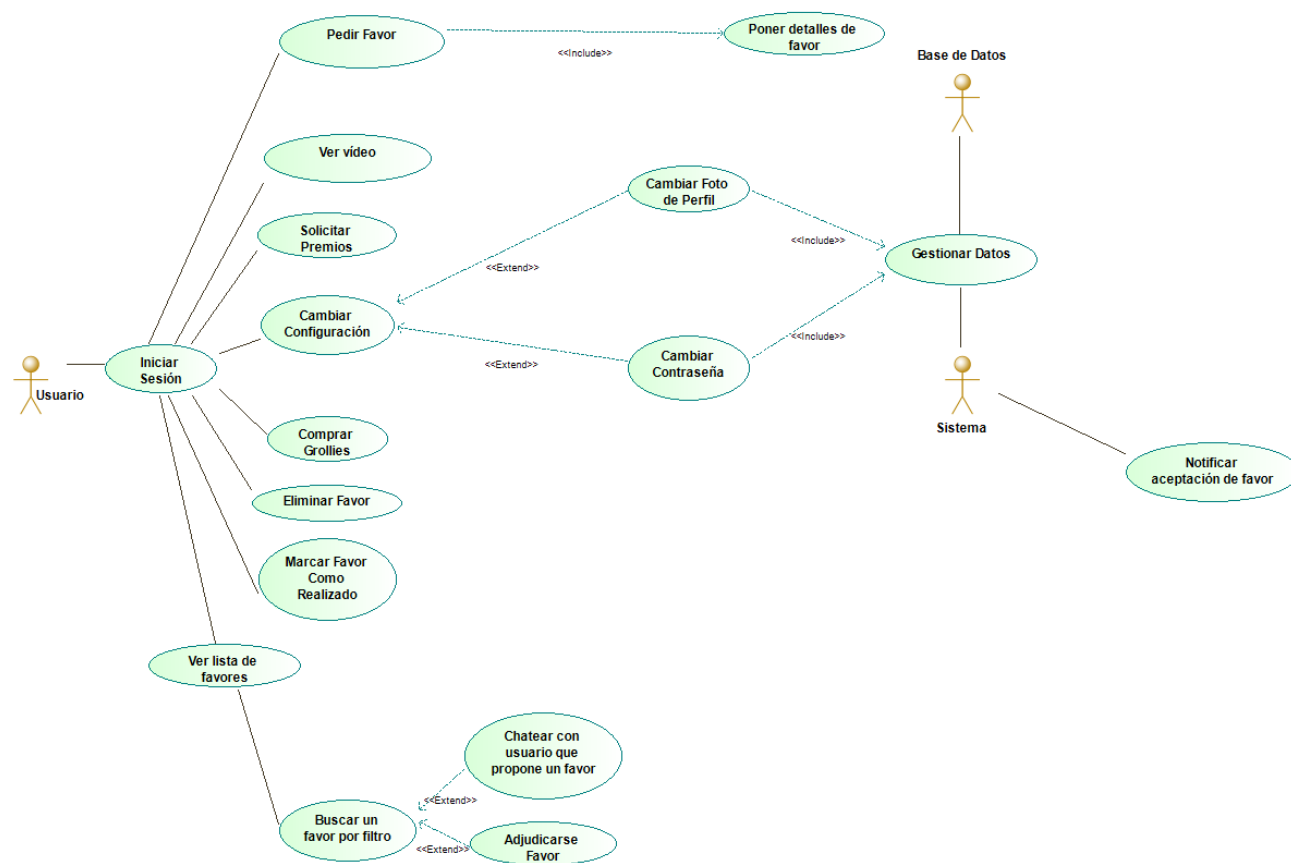 Pedir Favor
<<Include>>
Poner detalles de
favor
Base de Datos
Ver vídeo
Cambiar Foto
de Perfil
Solicitar
Premios
<<Include>>
Gestionar Datos
<<Extend>>
Cambiar
Configuración
<<Include>>
Iniciar
Sesión
<<Extend>>
Cambiar
Contraseña
Usuario
Sistema
Comprar
Grollies
Notificar
aceptación de favor
Eliminar Favor
Marcar Favor
Como
Realizado
Ver lista de
favores
Chatear con
usuario que
propone un favor
<<Extend>>
Buscar un
favor por filtro
<<Extend>>
Adjudicarse
Favor